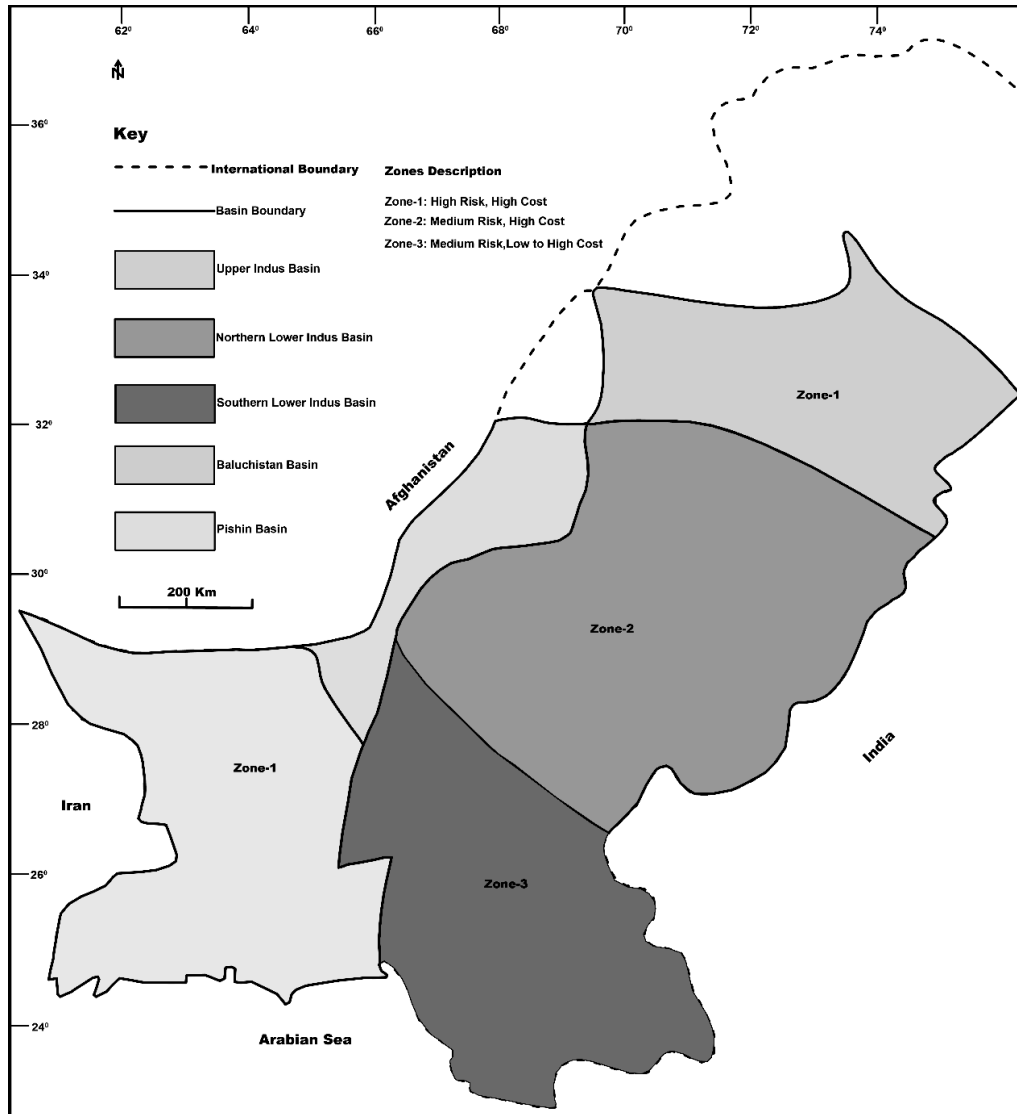 62⁰ 64⁰ 66⁰ 68⁰ 70⁰ 72⁰ 74⁰
N
36⁰
Key
International Boundary
Zones Description
Basin Boundary
Zone-1: High Risk, High Cost
Zone-2: Medium Risk, High Cost
Zone-3: Medium Risk,Low to High Cost
Upper Indus Basin
34⁰
Northern Lower Indus Basin
Southern Lower Indus Basin
Zone-1
32⁰
Baluchistan Basin
Afghanistan
Pishin Basin
30⁰
200 Km
Zone-2
28⁰
India
Zone-1
Iran
26⁰
Zone-3
24⁰
Arabian Sea